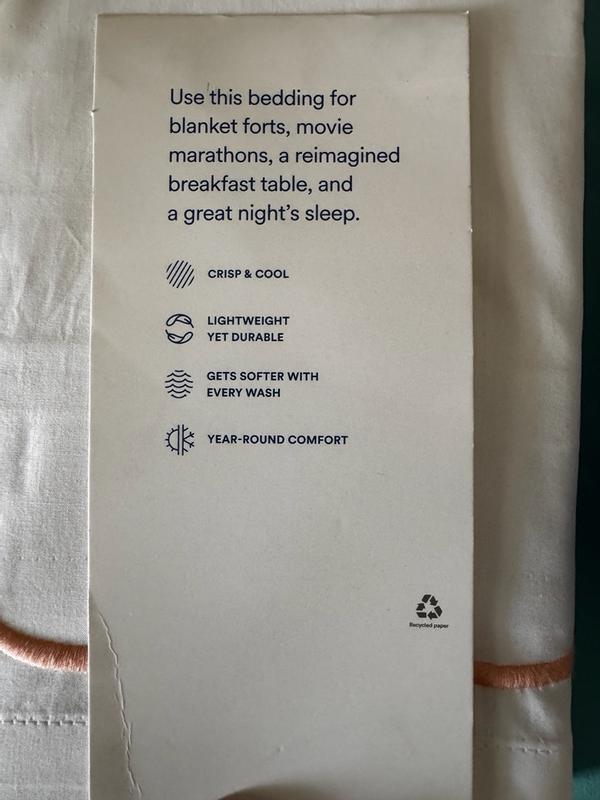 Use this bedding for
blanket forts, movie
marathons, a reimagined
breakfast table, and
a great night's sleep.
CRISP & COOL
LIGHTWEIGHT
YET DURABLE
GETS SOFTER WITH
EVERY WASH
YEAR-ROUND COMFORT
Recycled paper